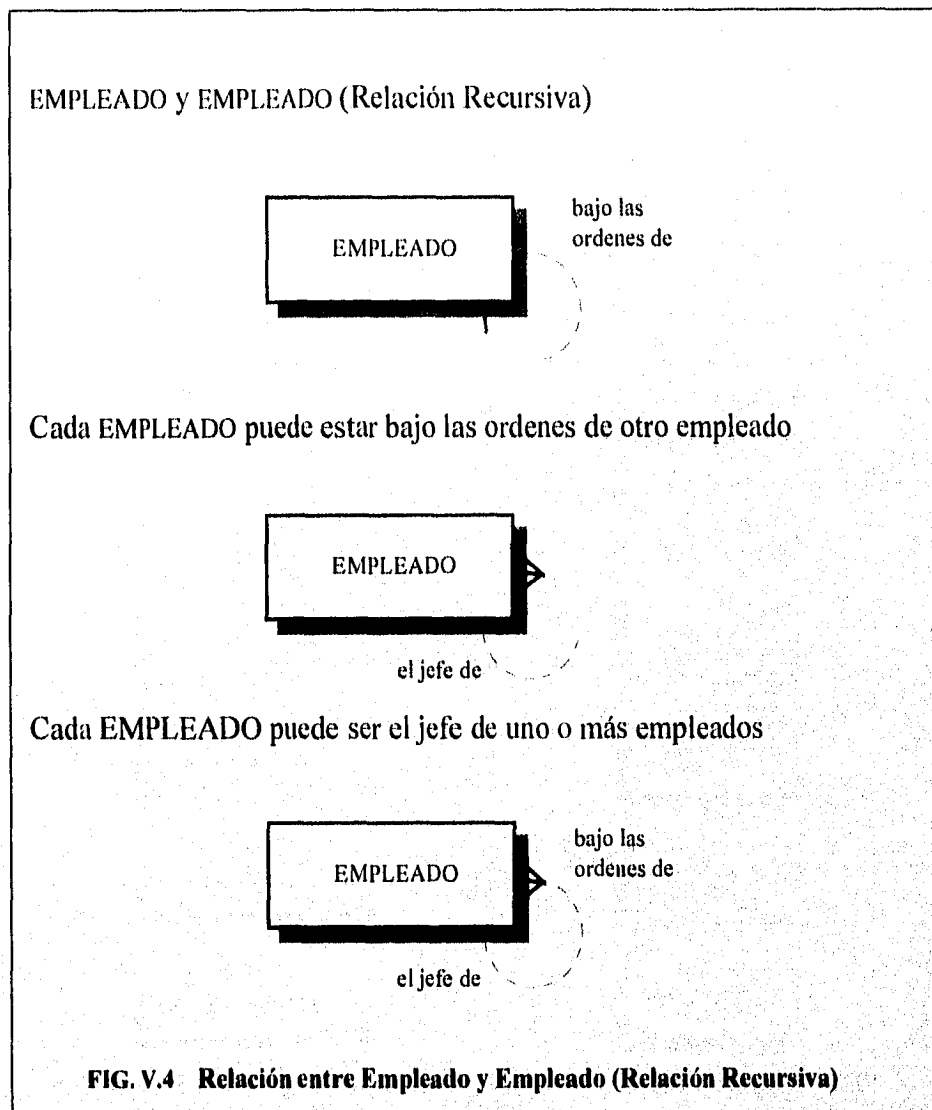 EMPLEADO y EMPLEADO (Relación Recursiva)
EMPLEADO
bajo las
ordenes de
Cada EMPLEADO puede estar bajo las ordenes de otro empleado
EMPLEADO
el jefe de
Cada EMPLEADO puede ser el jefe de uno o más empleados
EMPLEADO
bajo las
ordenes de
el jefe de
FIG. V.4 Relación entre Empleado y Empleado (Relación Recursiva)